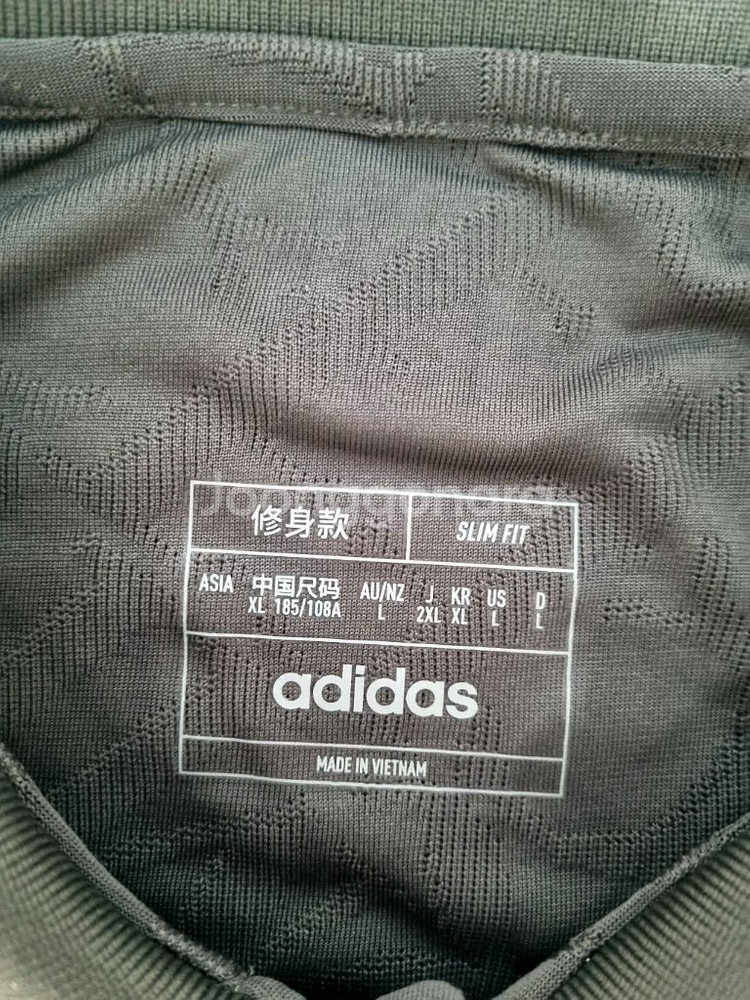 修身款 SLIM FIT
ASIA 中国尺码 AU/NZ J KR US D
XL 185/108A L 2XL XL L L
adidas
MADE IN VIETNAM